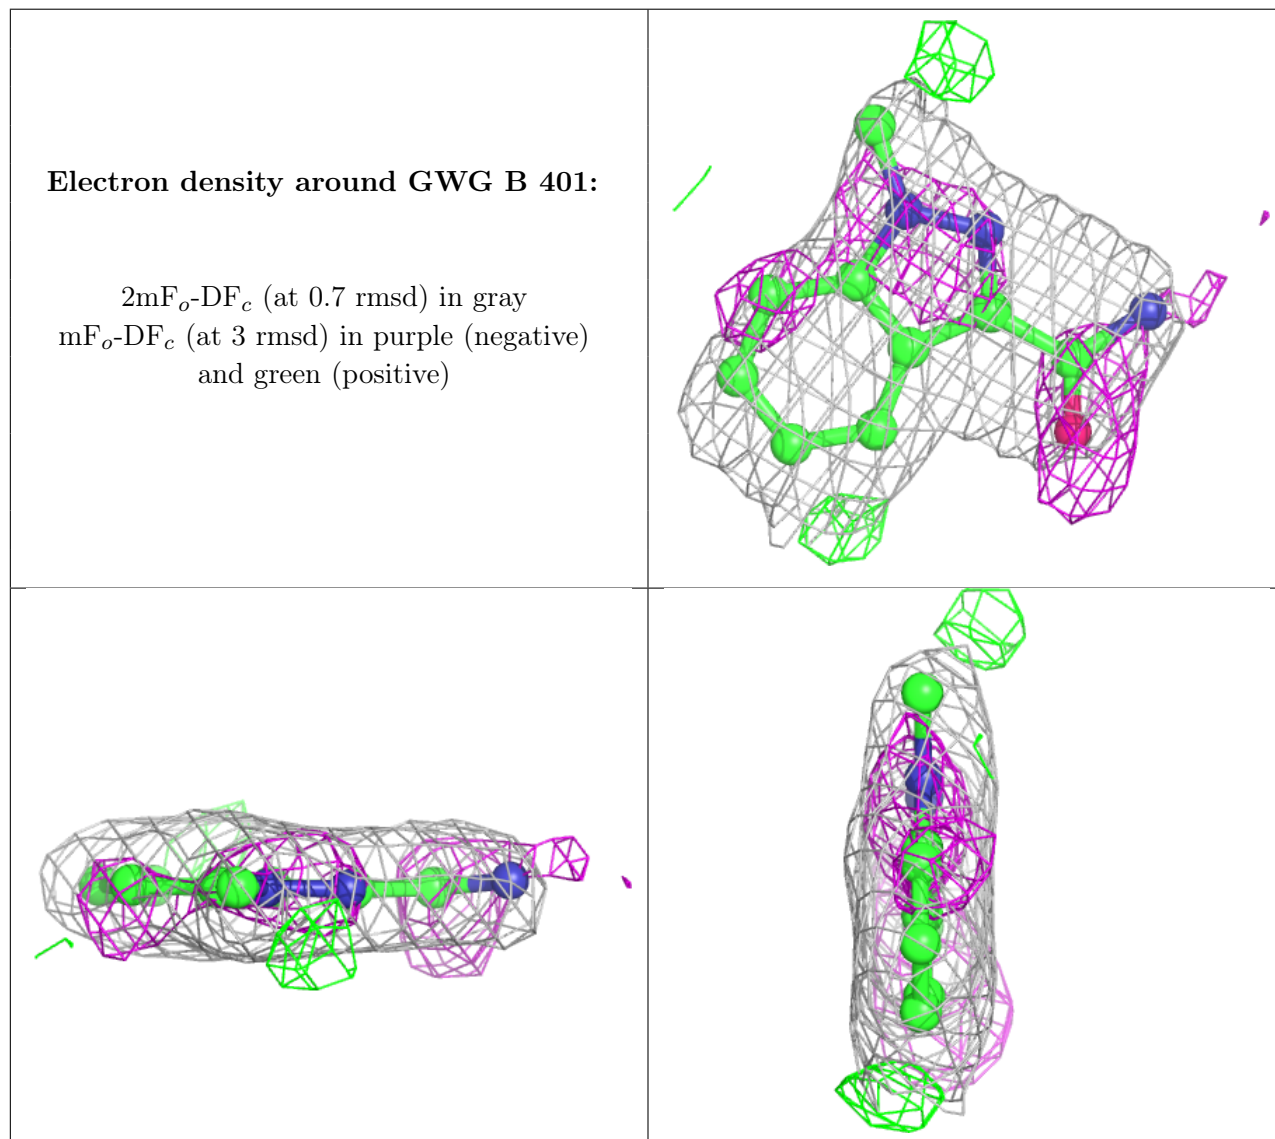 Electron density around GWG B 401:
2mFo-DFc (at 0.7 rmsd) in gray
mFo-DFc (at 3 rmsd) in purple (negative)
and green (positive)